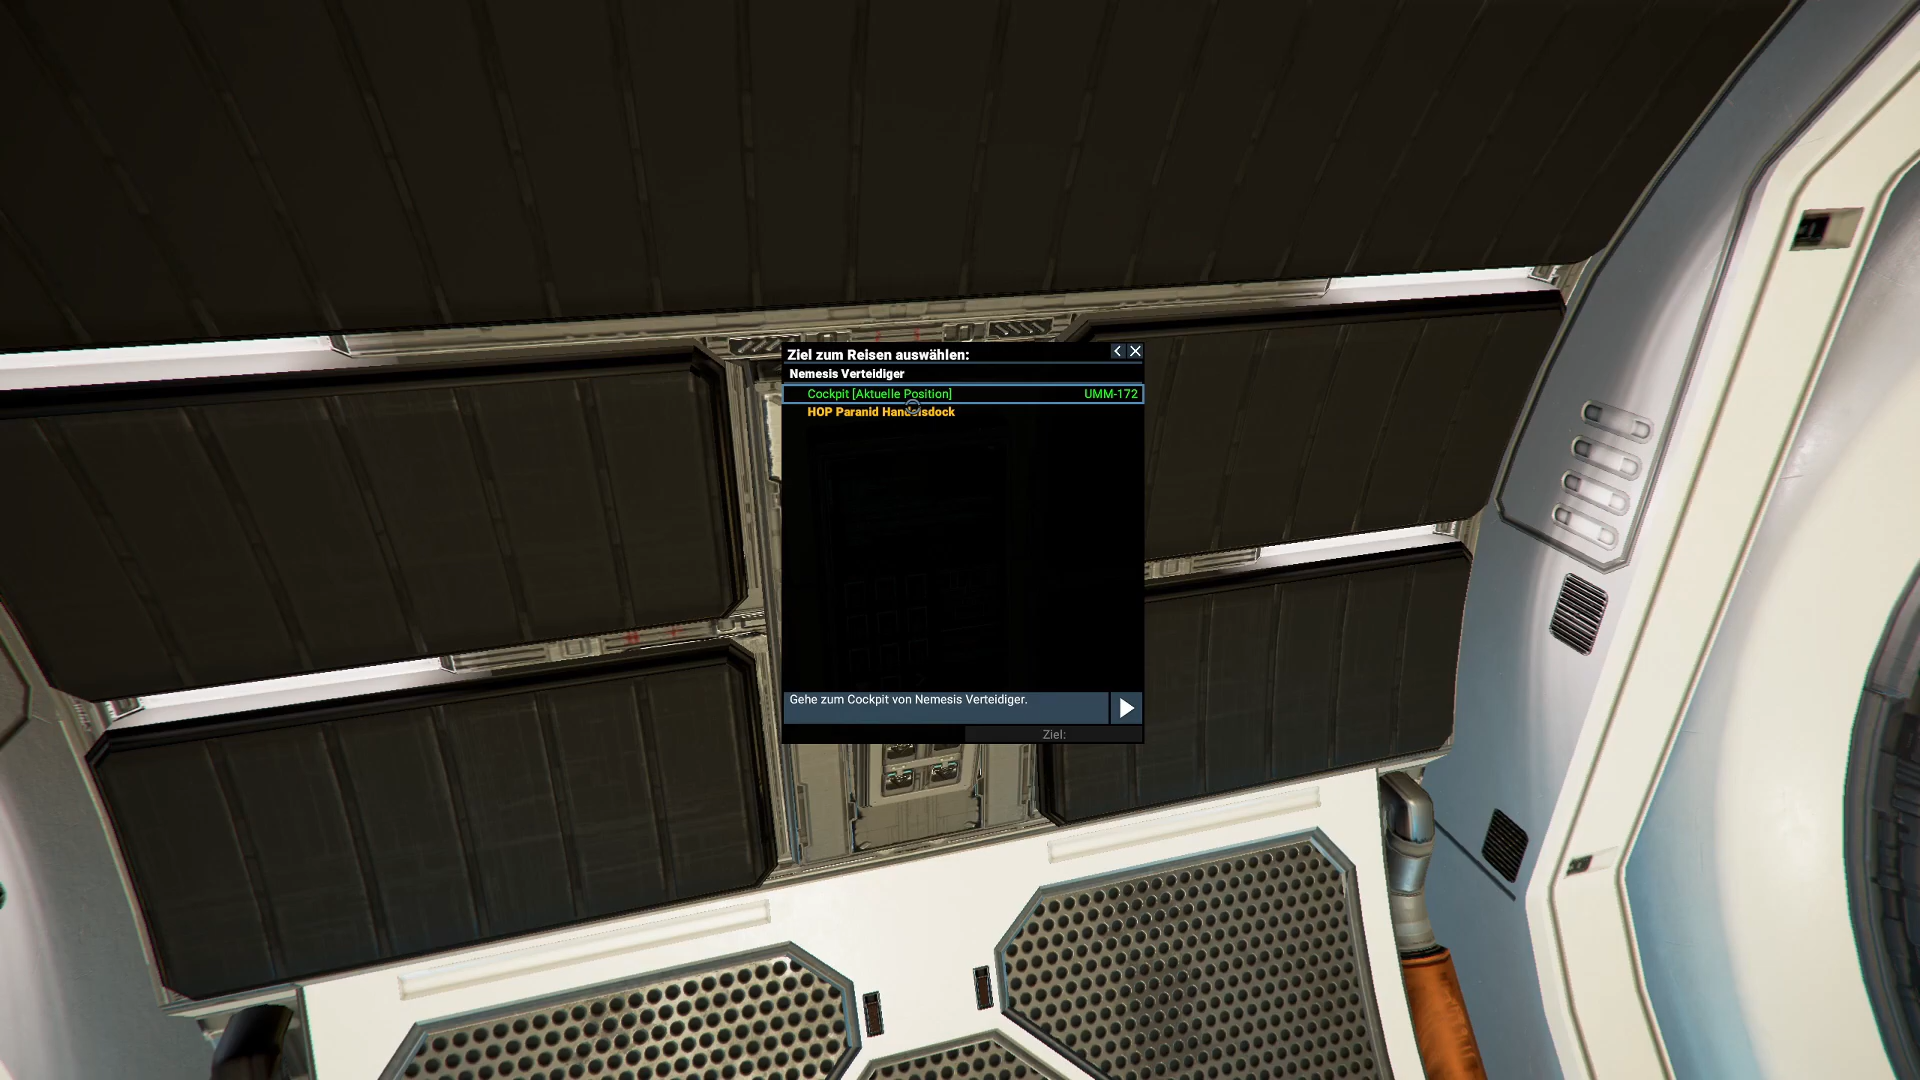 Ziel zum Reisen auswählen:
Nemesis Verteidiger
Cockpit [Aktuelle Position] UMM-172
HOP Paranid Handelsdock
Gehe zum Cockpit von Nemesis Verteidiger.
Ziel: